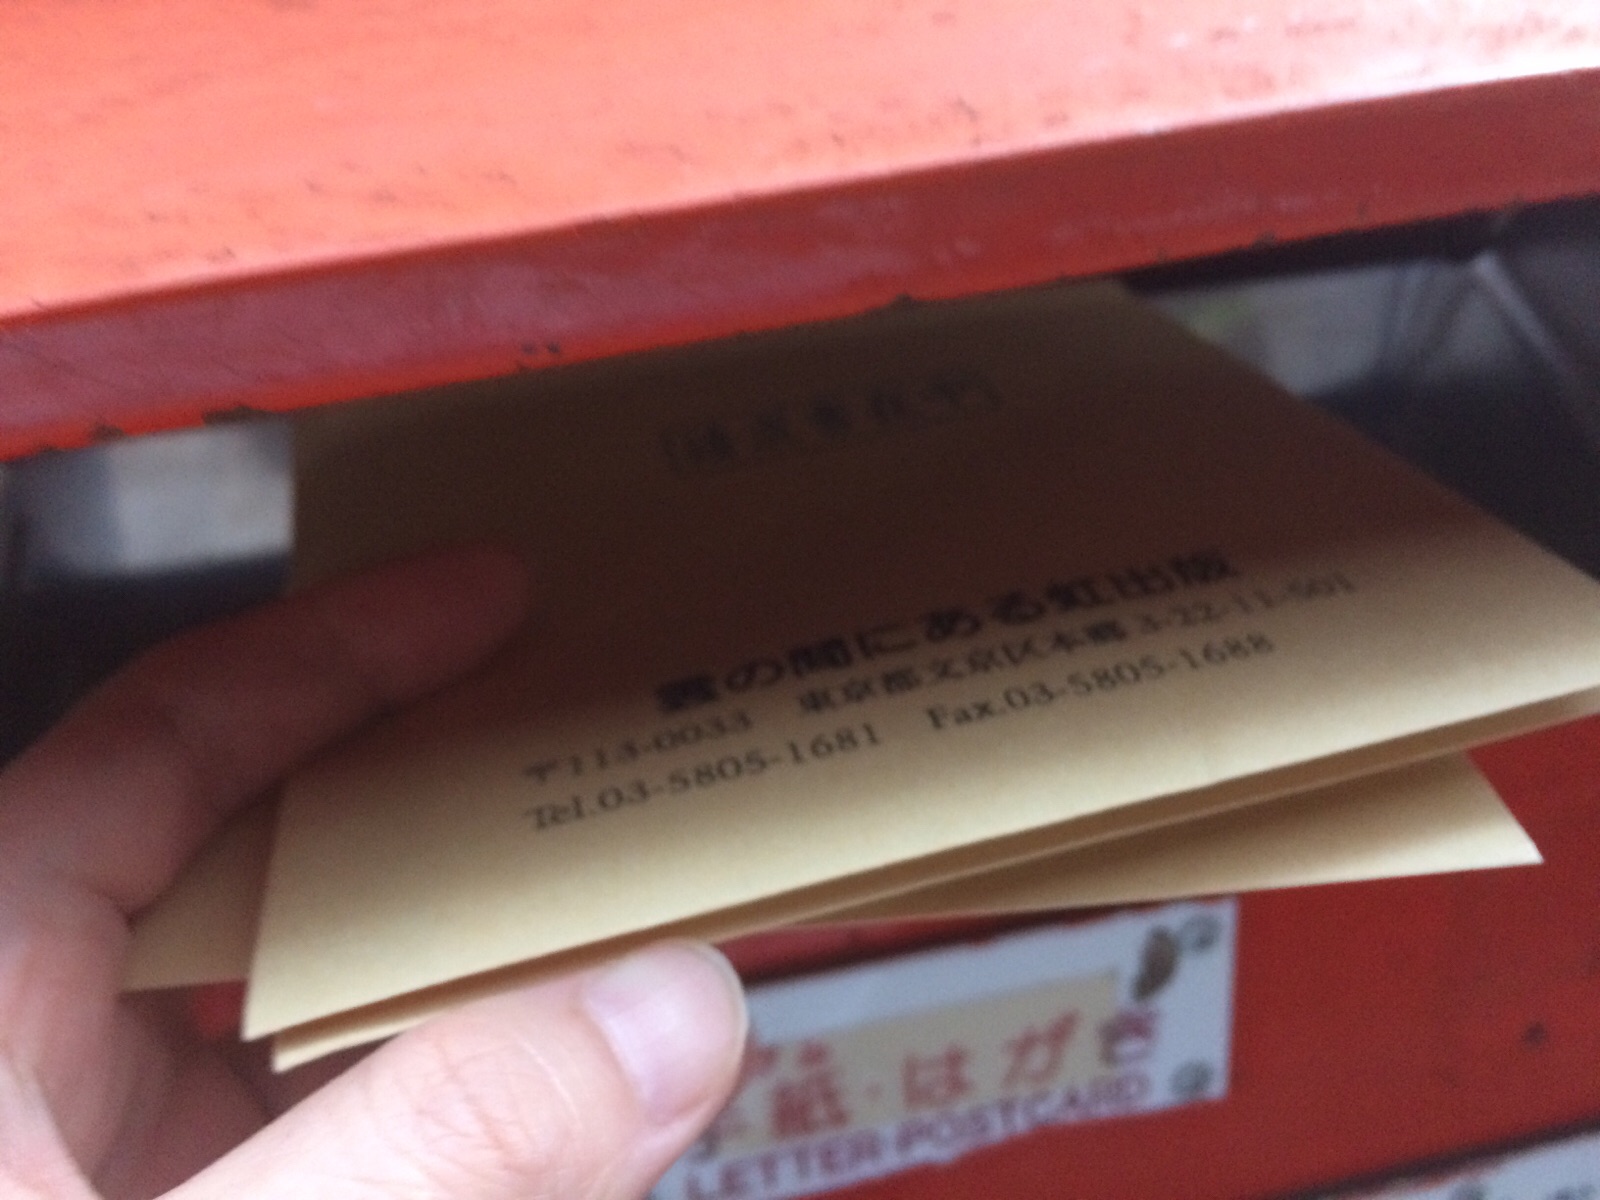 雲の間にある虹出版
〒113-0033　東京都文京区本郷 3-22-11-501
Tel.03-5805-1681　Fax.03-5805-1688
手紙・はがき
LETTER·POSTCARD